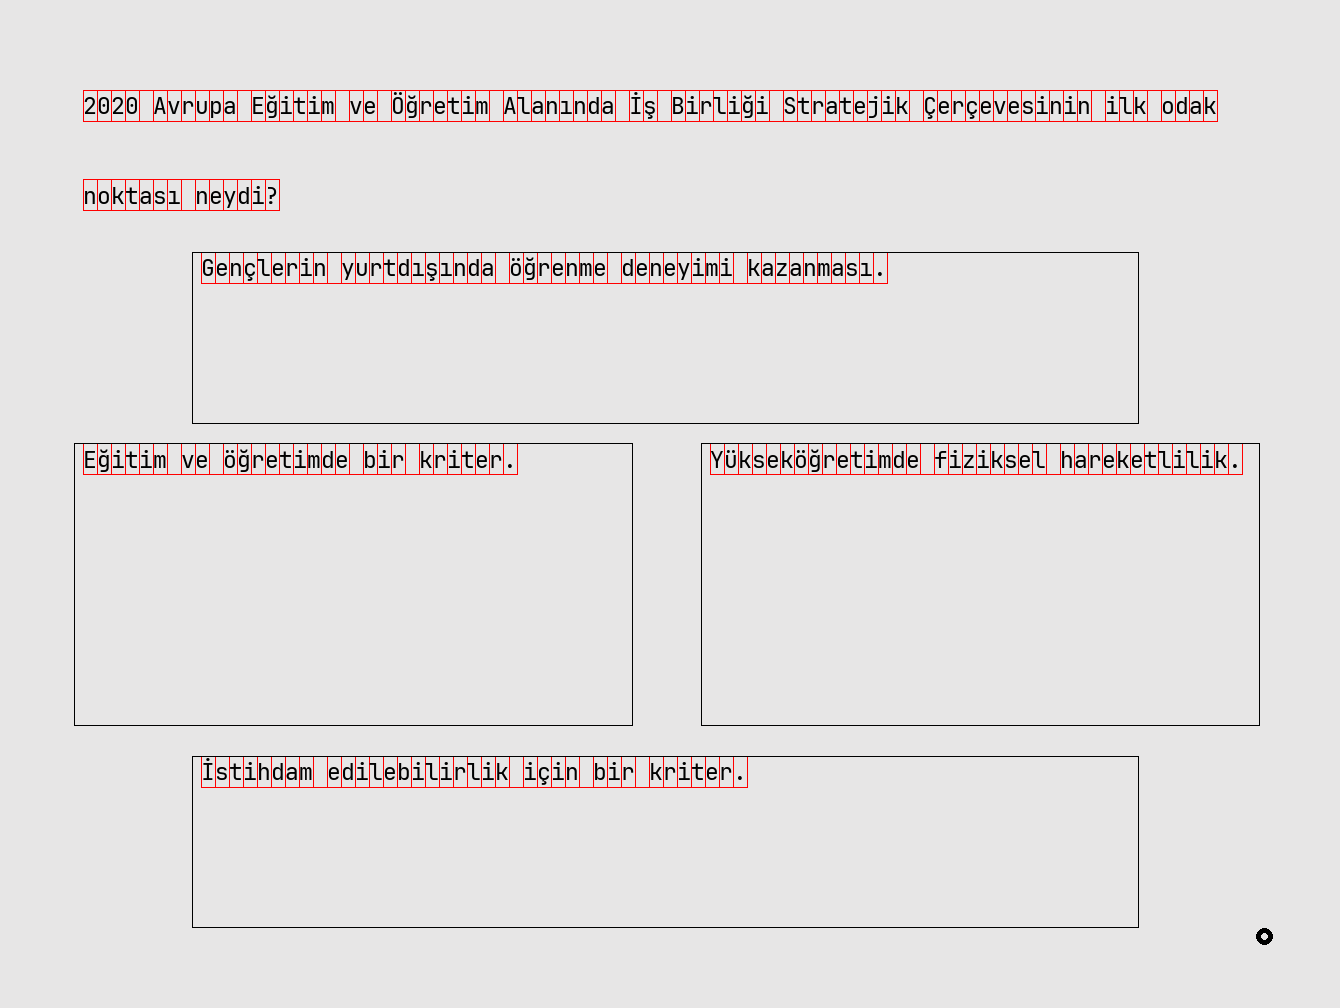 2020 Avrupa Eğitim ve Öğretim Alanında İş Birliği Stratejik Çerçevesinin ilk odak
noktası neydi?
Gençlerin yurtdışında öğrenme deneyimi kazanması.
Eğitim ve öğretimde bir kriter.
Yükseköğretimde fiziksel hareketlilik.
İstihdam edilebilirlik için bir kriter.